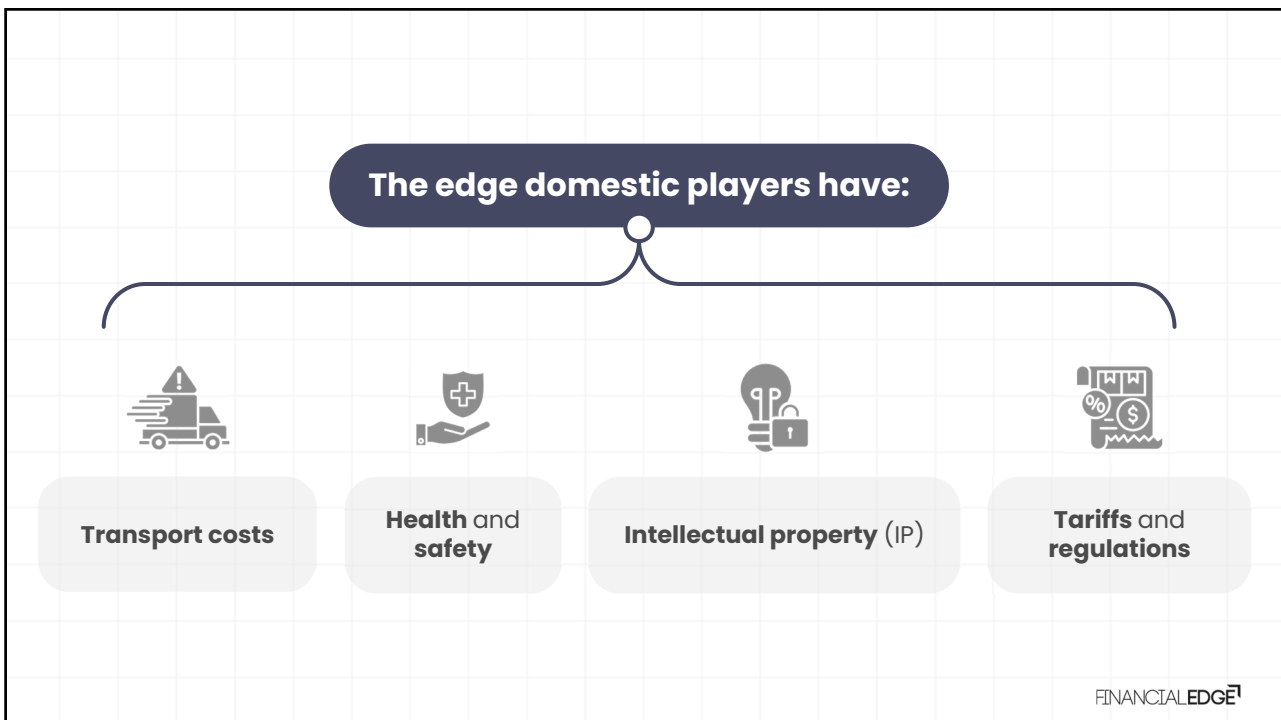 The edge domestic players have:
Transport costs
Health and
safety
Intellectual property (IP)
Tariffs and
regulations
%
$
FINANCIALEDGE